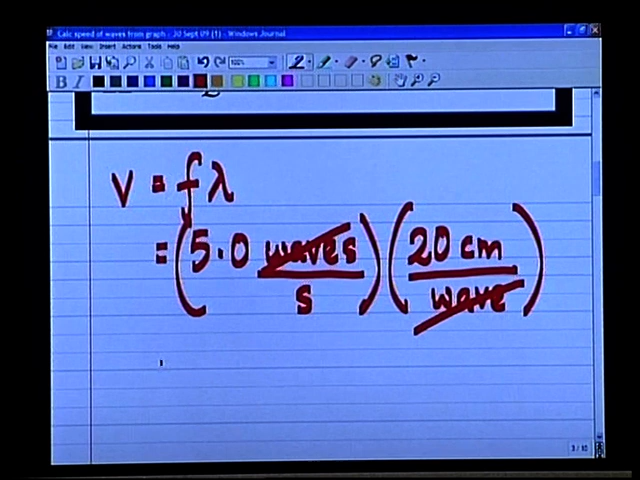 Calc speed of waves from graph - 30 Sept 09 (1) - Windows Journal
File Edit View Insert Actions Tools Help
100%
B I
v = fλ
= (5.0 waves/s)(20 cm/wave)
3 / 10